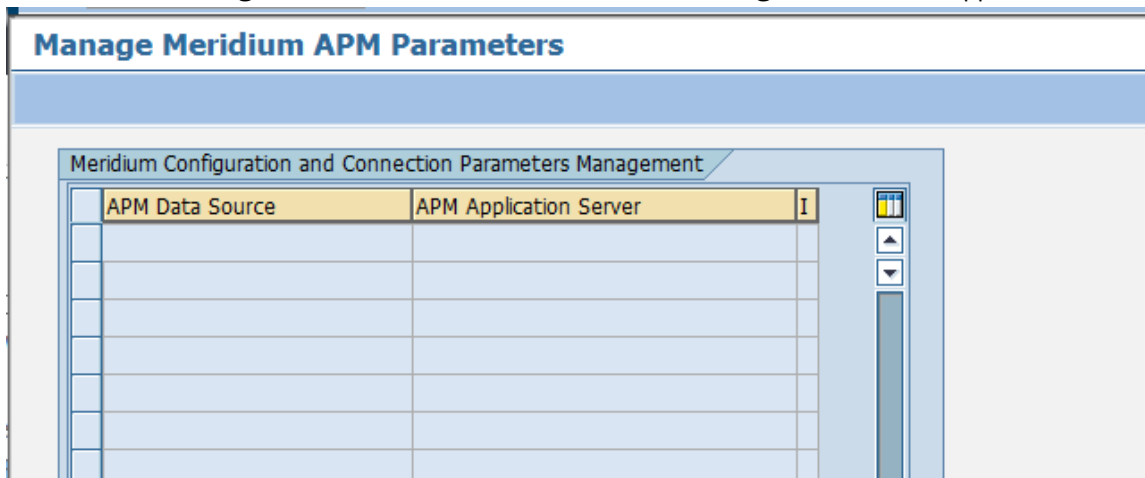 Manage Meridium APM Parameters
Meridium Configuration and Connection Parameters Management
APM Data Source APM Application Server I